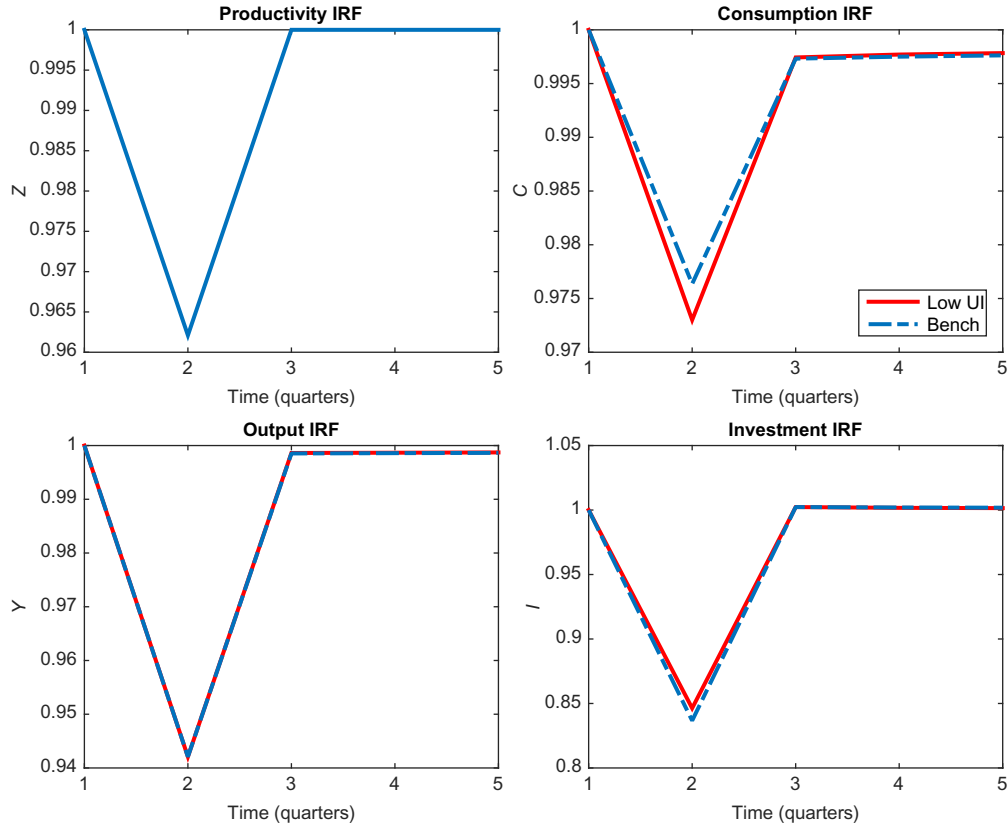 Productivity IRF
1
0.995
0.99
0.985
0.98
0.975
0.97
0.965
0.96
Z
1 2 3 4 5
Time (quarters)
Consumption IRF
1
0.995
0.99
0.985
0.98
0.975
0.97
C
Low UI
Bench
1 2 3 4 5
Time (quarters)
Output IRF
1
0.99
0.98
0.97
0.96
0.95
0.94
Y
1 2 3 4 5
Time (quarters)
Investment IRF
1.05
1
0.95
0.9
0.85
0.8
I
1 2 3 4 5
Time (quarters)